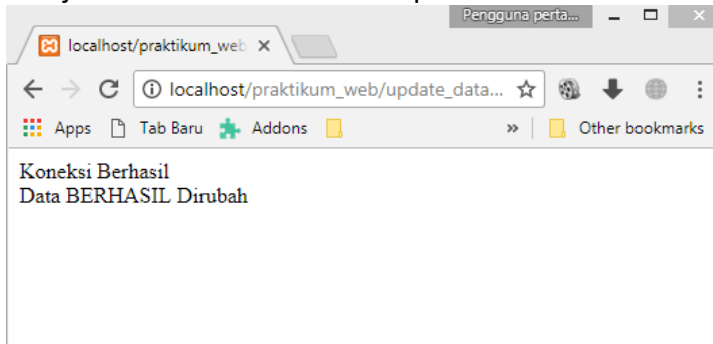 Pengguna perta...
localhost/praktikum_web
localhost/praktikum_web/update_data...
Apps Tab Baru Addons » Other bookmarks
Koneksi Berhasil
Data BERHASIL Dirubah